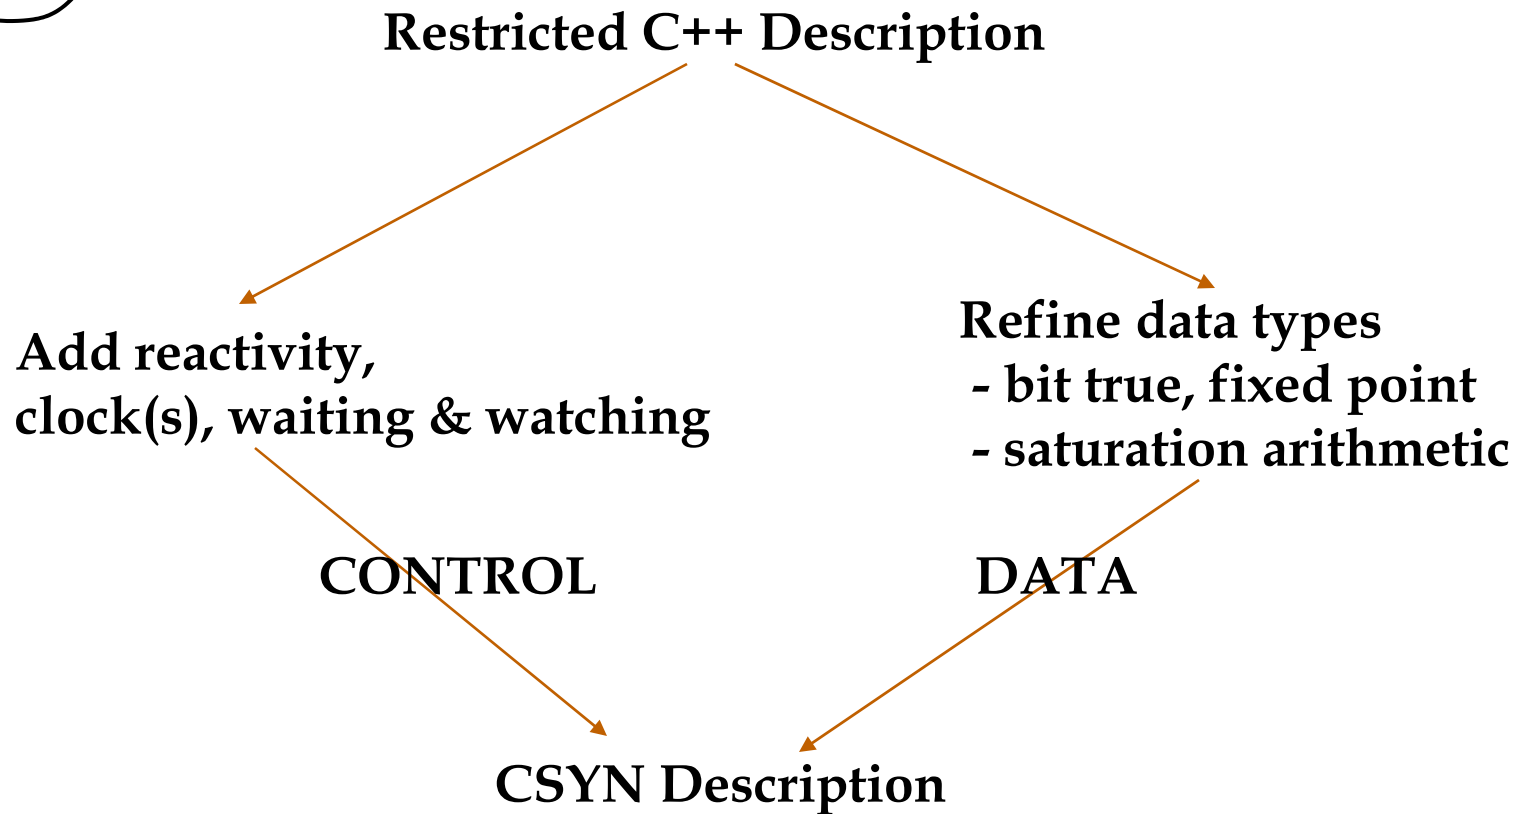 Restricted C++ Description
Add reactivity,
clock(s), waiting & watching
Refine data types
- bit true, fixed point
- saturation arithmetic
CONTROL
DATA
CSYN Description